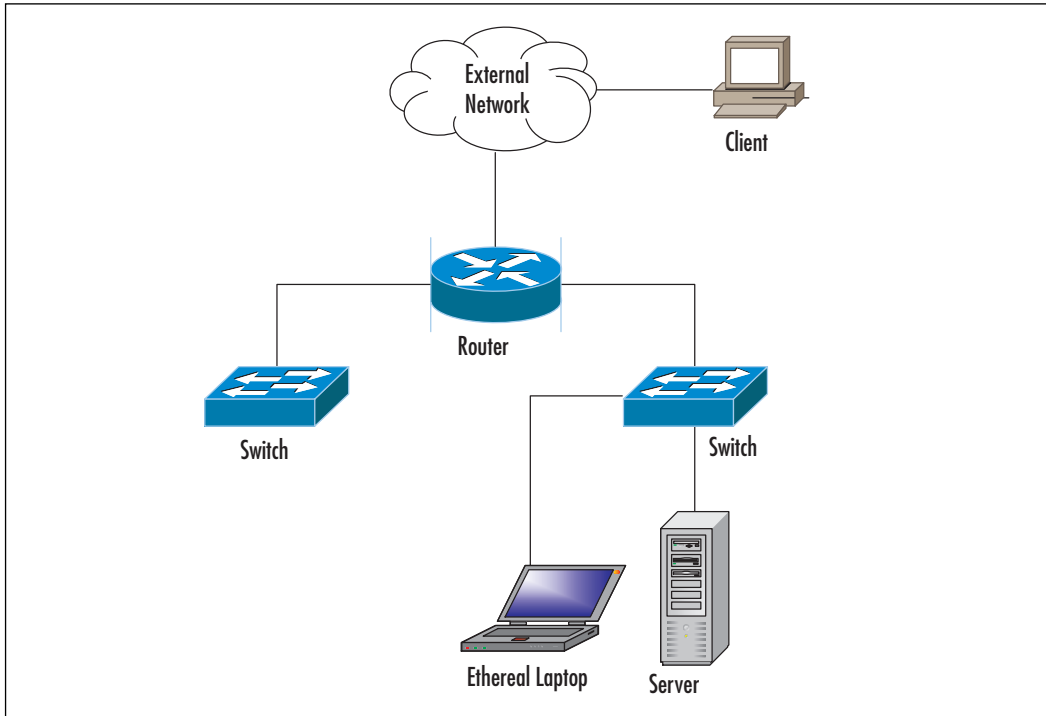 External
Network
Client
Router
Switch
Switch
Ethereal Laptop
Server